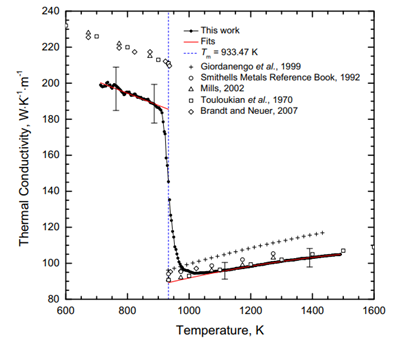 240
220
200
180
160
140
120
100
80
60
Thermal Conductivity, W·K⁻¹·m⁻¹
This work
Fits
Tₘ = 933.47 K
Giordanengo et al., 1999
Smithells Metals Reference Book, 1992
Mills, 2002
Touloukian et al., 1970
Brandt and Neuer, 2007
600 800 1000 1200 1400 1600
Temperature, K